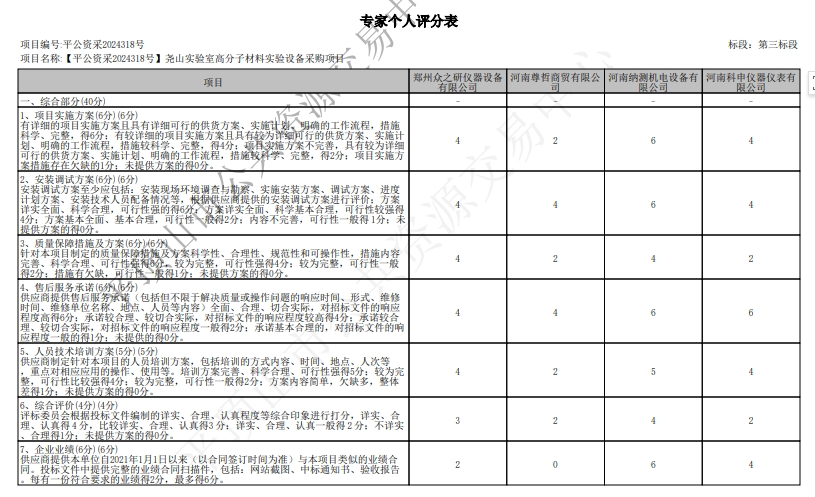 专家个人评分表
项目编号:平公资采2024318号
标段：第三标段
项目名称:【平公资采2024318号】尧山实验室高分子材料实验设备采购项目
项目 郑州众之研仪器设备有限公司 河南尊哲商贸有限公司 河南纳测机电设备有限公司 河南科申仪器仪表有限公司
一、综合部分(40分) - - - -
1、项目实施方案(6分)(6分)
有详细的项目实施方案且具有详细可行的供货方案、实施计划、明确的工作流程，措施
科学、完整，得6分；有较详细的项目实施方案且具有较为详细可行的供货方案、实施计
划、明确的工作流程，措施较科学、完整，得4分；项目实施方案不完善，具有较为详细
可行的供货方案、实施计划、明确的工作流程，措施较科学、完整，得2分；项目实施方
案措施存在欠缺的1分；未提供方案的得0分。
4 2 6 4
2、安装调试方案(6分)(6分)
安装调试方案至少应包括：安装现场环境调查与勘察、实施安装方案、调试方案、进度
计划方案、安装技术人员配备情况等，根据供应商提供的安装调试方案进行评价；方案
详实全面、科学合理，可行性强的得6分；方案详实全面、科学基本合理，可行性较强得
4分；方案基本全面、基本合理，可行性一般得2分；内容不完善，可行性一般得1分；未
提供方案的得0分。
4 4 6 4
3、质量保障措施及方案(6分)(6分)
针对本项目制定的质量保障措施及方案科学性、合理性、规范性和可操作性，措施内容
完善、科学合理、可行性强得6分，较为完整，可行性强得4分；较为完整，可行性一般
得2分；措施有欠缺，可行性一般得1分；未提供方案的得0分。
4 2 4 2
4、售后服务承诺(6分)(6分)
供应商提供售后服务承诺（包括但不限于解决质量或操作问题的响应时间、形式、维修
时间、维修单位名称、地点、人员等内容）全面、合理、切合实际，对招标文件的响应
程度高得6分；承诺较合理、较切合实际，对招标文件的响应程度较高得4分；承诺较合
理、较切合实际，对招标文件的响应程度一般得2分；承诺基本合理的，对招标文件的响
应程度一般的得1分；未提供的得0分。
4 4 6 6
5、人员技术培训方案(5分)(5分)
供应商制定针对本项目的人员培训方案，包括培训的方式内容、时间、地点、人次等
，重点对相应应用的操作、使用等。培训方案完善、科学合理、可行性强得5分；较为完
整，可行性比较强得4分；较为完整，可行性一般得2分；方案内容简单，欠缺多，整体
差得1分；未提供方案的得0分。
4 2 5 4
6、综合评价(4分)(4分)
评标委员会根据投标文件编制的详实、合理、认真程度等综合印象进行打分，详实、合
理、认真得４分，比较详实、合理、认真得3分；详实、合理、认真一般得２分；不详实
、合理得1分；未提供方案的得0分。
3 2 4 2
7、企业业绩(6分)(6分)
供应商提供本单位自2021年1月1日以来（以合同签订时间为准）与本项目类似的业绩合
同。投标文件中提供完整的业绩合同扫描件，包括：网站截图、中标通知书、验收报告
。每有一份符合要求的业绩得2分，最多得6分。
2 0 6 4